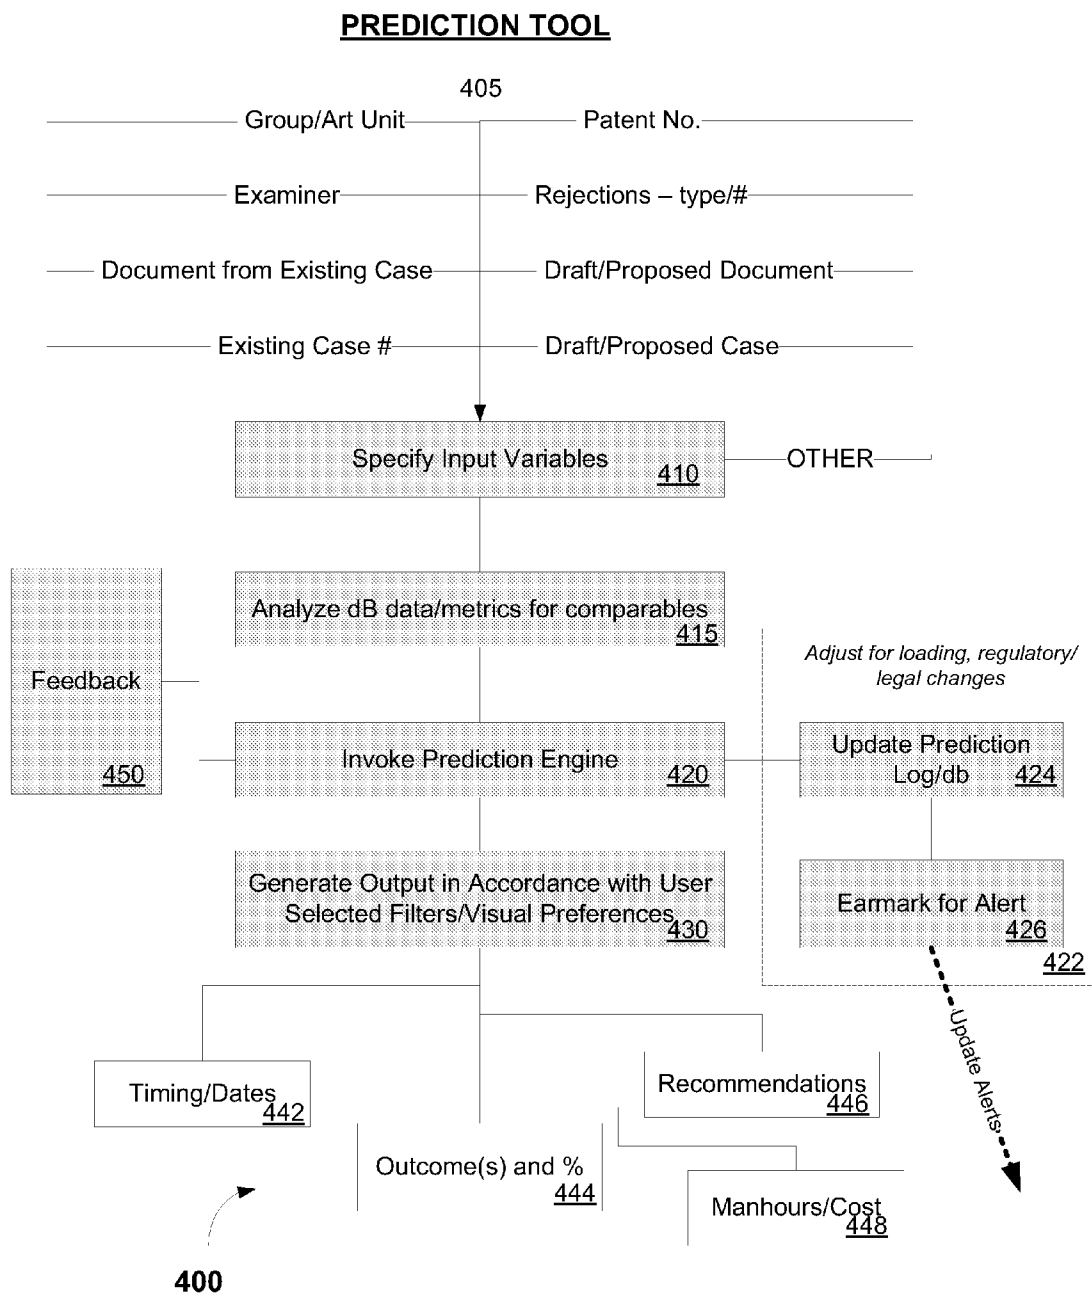 PREDICTION TOOL
405
Group/Art Unit
Patent No.
Examiner
Rejections – type/#
Document from Existing Case
Draft/Proposed Document
Existing Case #
Draft/Proposed Case
Specify Input Variables
410
OTHER
Analyze dB data/metrics for comparables
415
Feedback
450
Adjust for loading, regulatory/
legal changes
Invoke Prediction Engine
420
Update Prediction
Log/db
424
Generate Output in Accordance with User
Selected Filters/Visual Preferences
430
Earmark for Alert
426
422
Update Alerts
Timing/Dates
442
Recommendations
446
Outcome(s) and %
444
Manhours/Cost
448
400